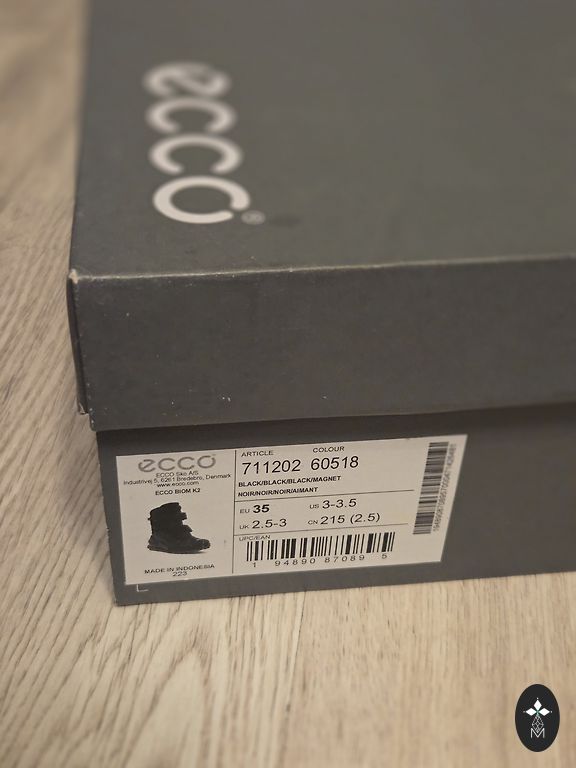 ecco®
ecco
ECCO Sko A/S
Industrivej 5, 6261 Bredebro, Denmark
www.ecco.com
ECCO BIOM K2
MADE IN INDONESIA
223
ARTICLE COLOUR
711202 60518
BLACK/BLACK/BLACK/MAGNET
NOIR/NOIR/NOIR/AIMANT
EU 35 US 3-3.5
UK 2.5-3 CN 215 (2.5)
UPC/EAN
1 94890 87089 5
M